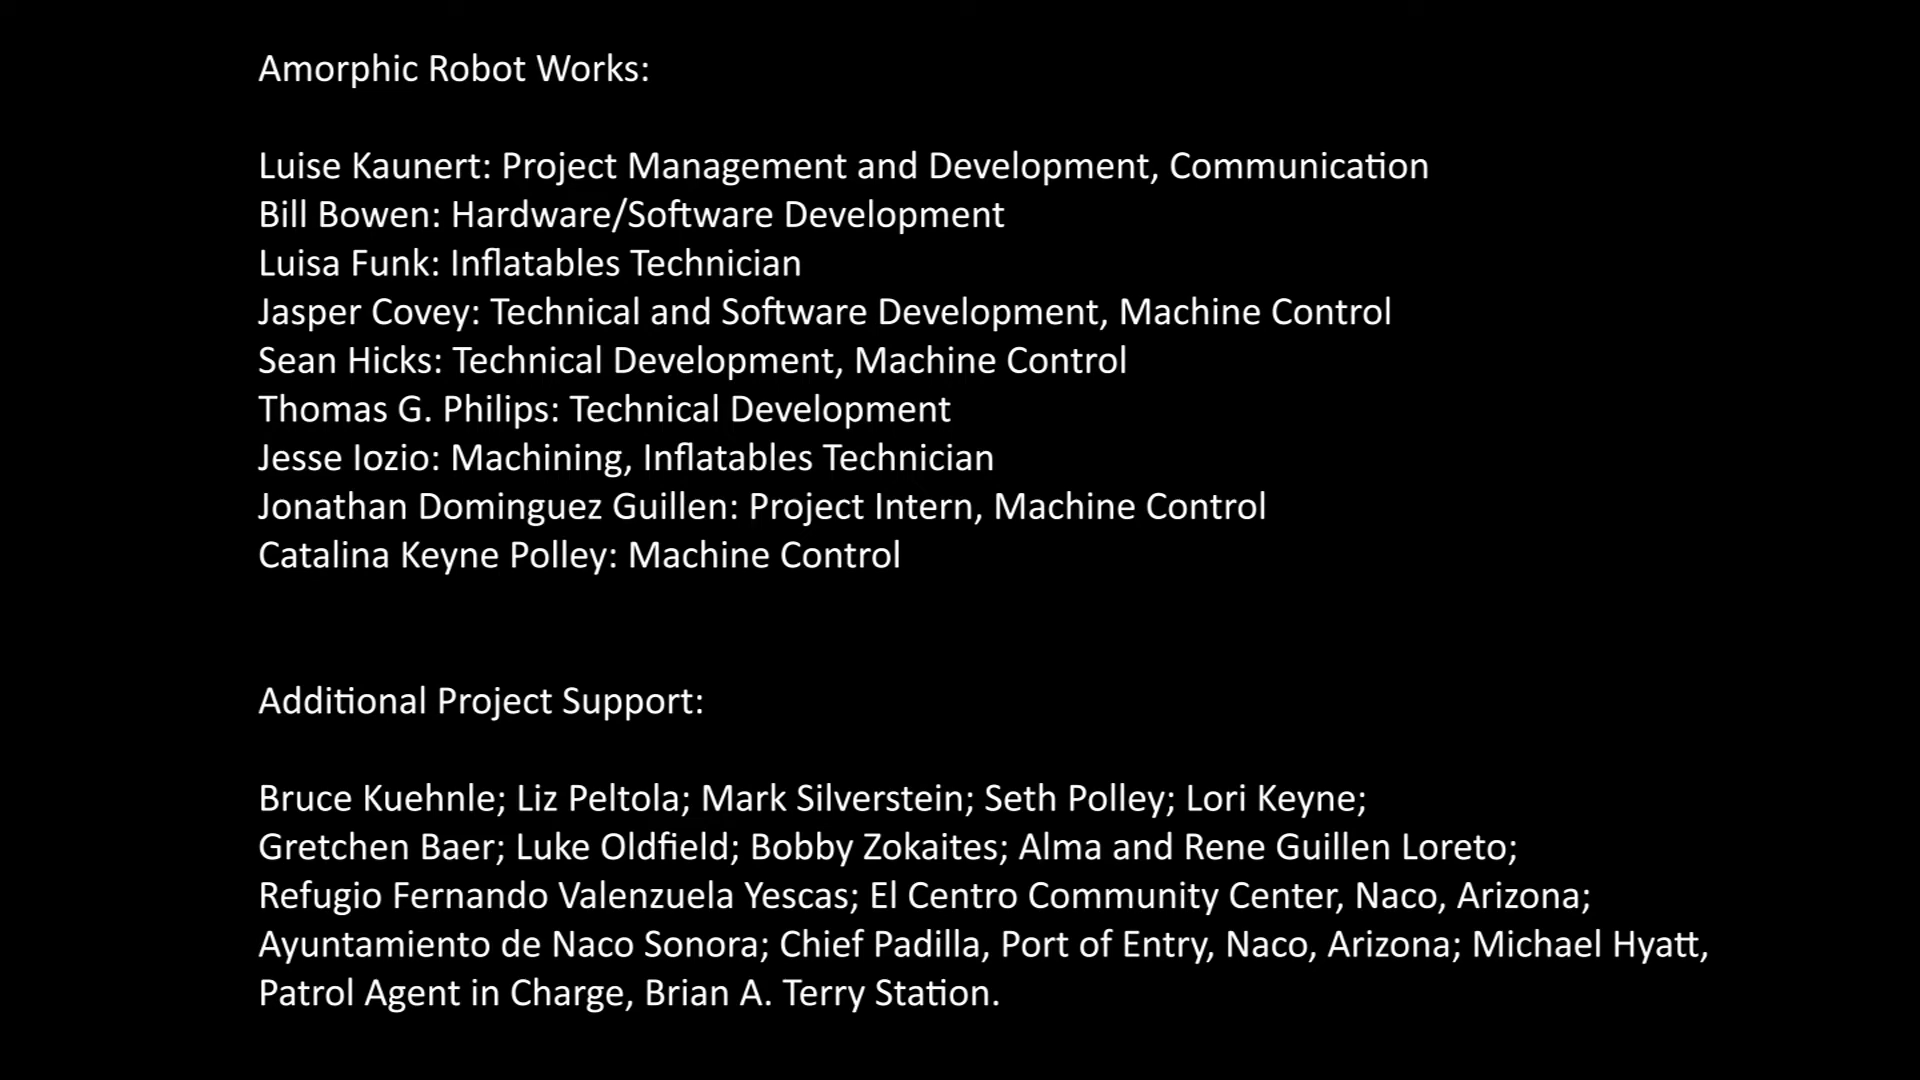 Amorphic Robot Works:
Luise Kaunert: Project Management and Development, Communication
Bill Bowen: Hardware/Software Development
Luisa Funk: Inflatables Technician
Jasper Covey: Technical and Software Development, Machine Control
Sean Hicks: Technical Development, Machine Control
Thomas G. Philips: Technical Development
Jesse Iozio: Machining, Inflatables Technician
Jonathan Dominguez Guillen: Project Intern, Machine Control
Catalina Keyne Polley: Machine Control
Additional Project Support:
Bruce Kuehnle; Liz Peltola; Mark Silverstein; Seth Polley; Lori Keyne;
Gretchen Baer; Luke Oldfield; Bobby Zokaites; Alma and Rene Guillen Loreto;
Refugio Fernando Valenzuela Yescas; El Centro Community Center, Naco, Arizona;
Ayuntamiento de Naco Sonora; Chief Padilla, Port of Entry, Naco, Arizona; Michael Hyatt,
Patrol Agent in Charge, Brian A. Terry Station.